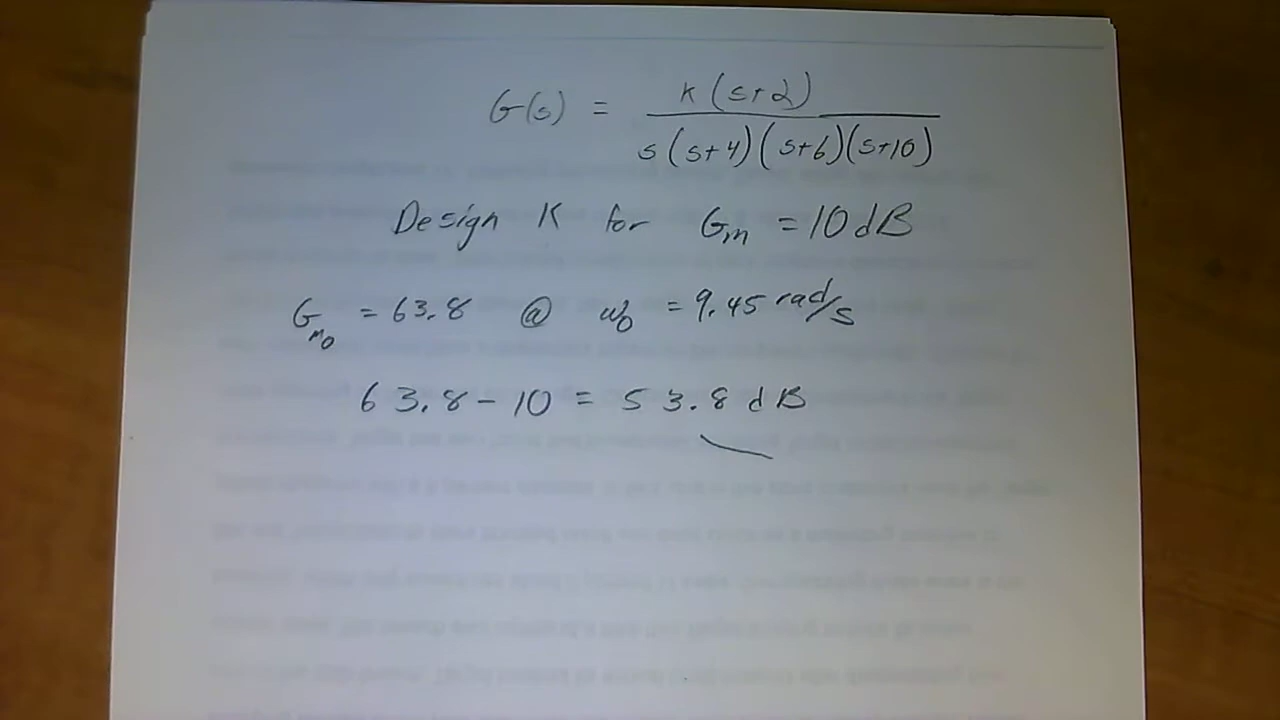 G(s) = K(s+2)
s(s+4)(s+6)(s+10)
Design K for Gm = 10 dB
Gm0 = 63.8 @ ω0 = 9.45 rad/s
63.8 - 10 = 53.8 dB